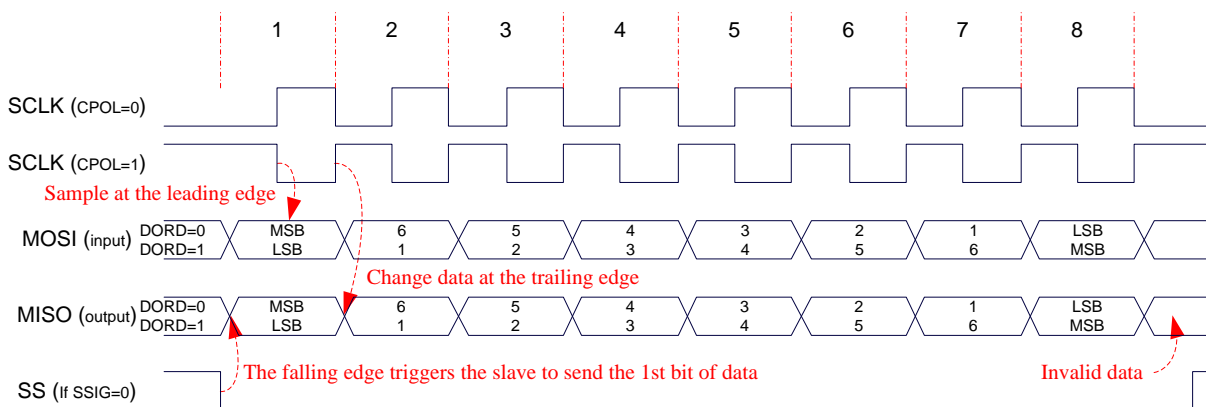 1 2 3 4 5 6 7 8
SCLK (CPOL=0)
SCLK (CPOL=1)
Sample at the leading edge
MOSI (input) DORD=0 MSB 6 5 4 3 2 1 LSB
DORD=1 LSB 1 2 3 4 5 6 MSB
Change data at the trailing edge
MISO (output) DORD=0 MSB 6 5 4 3 2 1 LSB
DORD=1 LSB 1 2 3 4 5 6 MSB
The falling edge triggers the slave to send the 1st bit of data
Invalid data
SS (If SSIG=0)